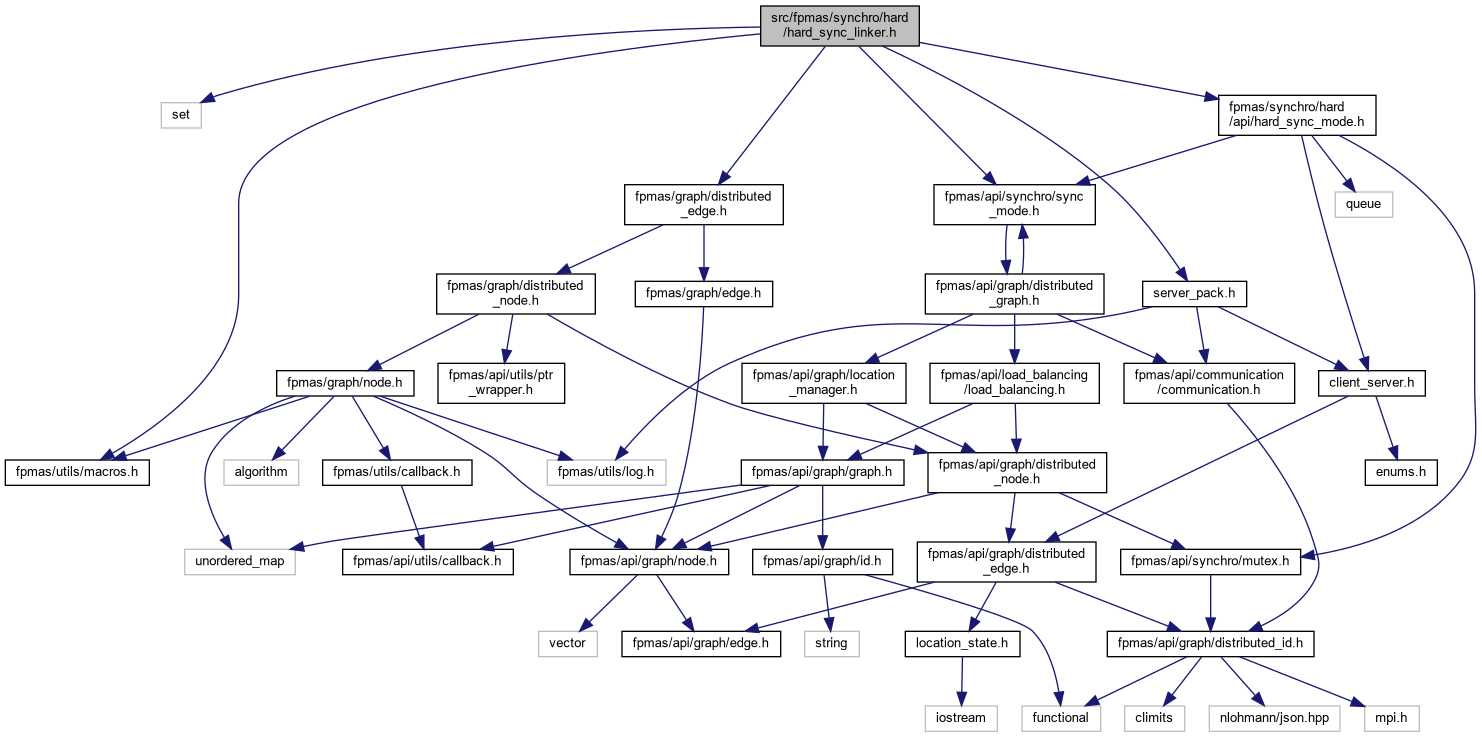 src/fpmas/synchro/hard
/hard_sync_linker.h
set
fpmas/synchro/hard
/api/hard_sync_mode.h
fpmas/graph/distributed
_edge.h
fpmas/api/synchro/sync
_mode.h
queue
fpmas/graph/distributed
_node.h
fpmas/graph/edge.h
fpmas/api/graph/distributed
_graph.h
server_pack.h
fpmas/graph/node.h
fpmas/api/utils/ptr
_wrapper.h
fpmas/api/graph/location
_manager.h
fpmas/api/load_balancing
/load_balancing.h
fpmas/api/communication
/communication.h
client_server.h
fpmas/utils/macros.h
algorithm
fpmas/utils/callback.h
fpmas/utils/log.h
fpmas/api/graph/graph.h
fpmas/api/graph/distributed
_node.h
enums.h
unordered_map
fpmas/api/utils/callback.h
fpmas/api/graph/node.h
fpmas/api/graph/id.h
fpmas/api/graph/distributed
_edge.h
fpmas/api/synchro/mutex.h
vector
fpmas/api/graph/edge.h
string
location_state.h
fpmas/api/graph/distributed_id.h
iostream
functional
climits
nlohmann/json.hpp
mpi.h